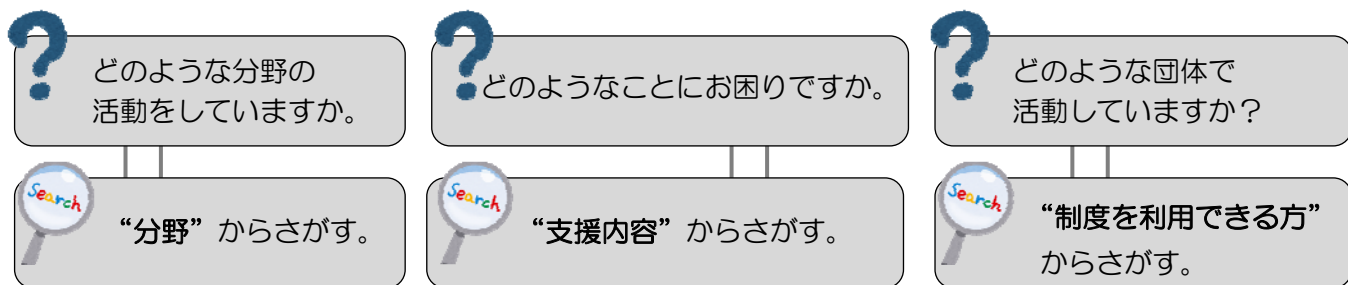 どのような分野の
活動をしていますか。
どのようなことにお困りですか。
どのような団体で
活動していますか？
Search
“分野”からさがす。
Search
“支援内容”からさがす。
Search
“制度を利用できる方”
からさがす。